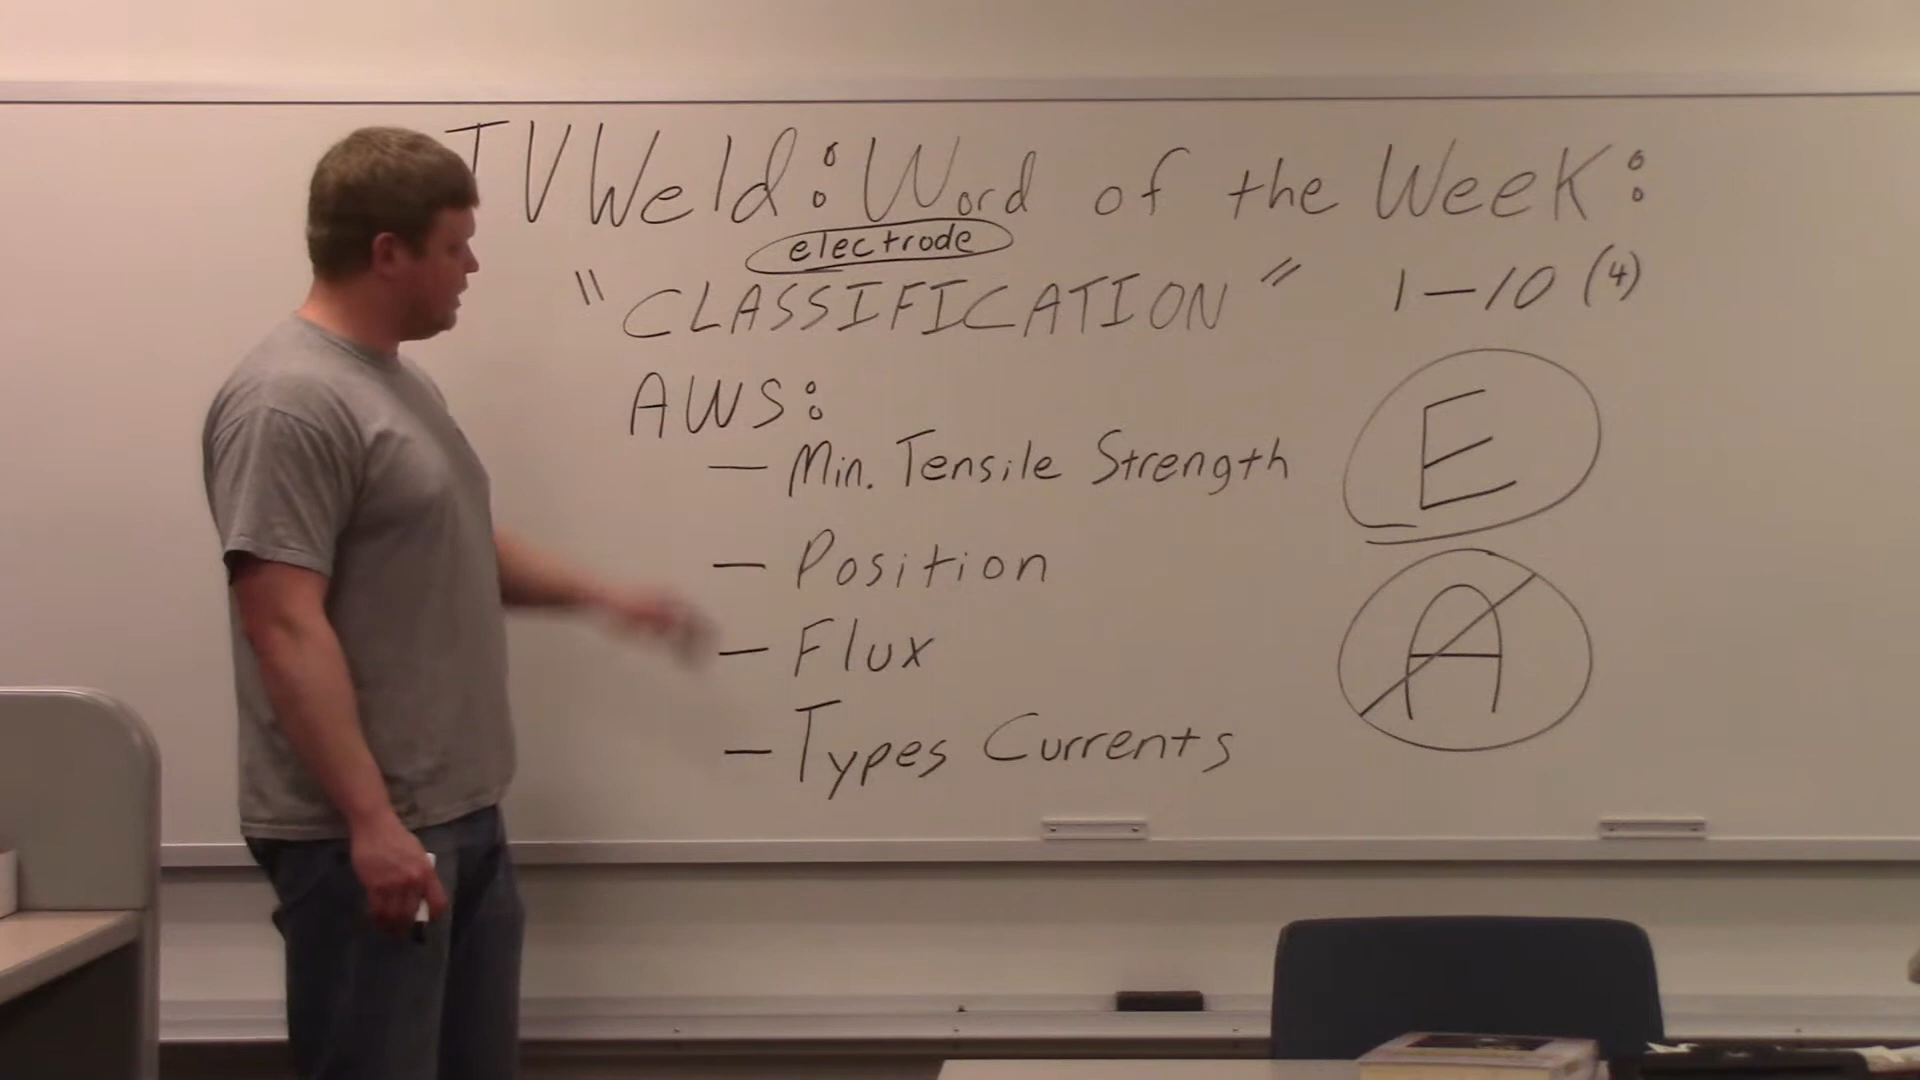 TVWeld: Word of the Week:
electrode
"CLASSIFICATION" 1-10 (4)
AWS:
- Min. Tensile Strength
E
- Position
- Flux
A
- Types Currents